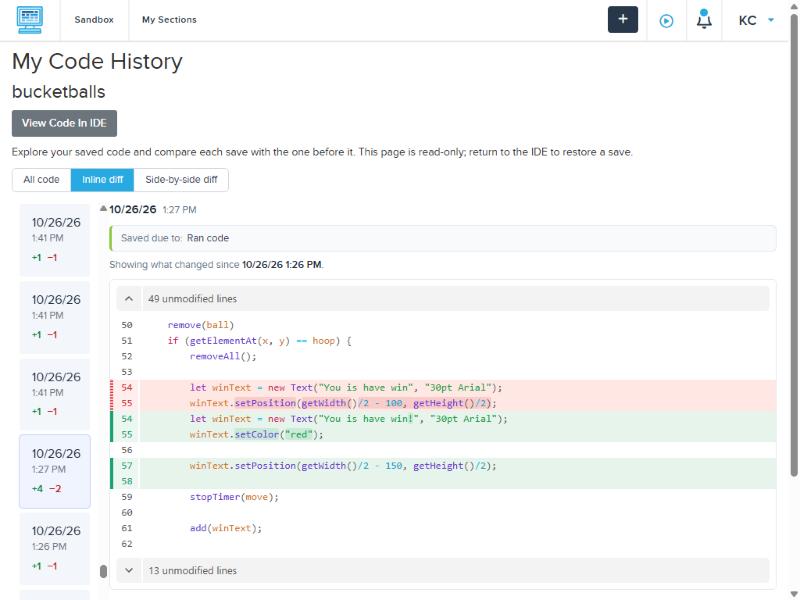 Sandbox
My Sections
+
KC
My Code History
bucketballs
View Code In IDE
Explore your saved code and compare each save with the one before it. This page is read-only; return to the IDE to restore a save.
All code
Inline diff
Side-by-side diff
10/26/26
1:41 PM
+1 −1
10/26/26
1:41 PM
+1 −1
10/26/26
1:41 PM
+1 −1
10/26/26
1:27 PM
+4 −2
10/26/26
1:26 PM
+1 −1
10/26/26 1:27 PM
Saved due to: Ran code
Showing what changed since 10/26/26 1:26 PM.
49 unmodified lines
50 remove(ball)
51 if (getElementAt(x, y) == hoop) {
52 removeAll();
53
54 let winText = new Text("You is have win", "30pt Arial");
55 winText.setPosition(getWidth()/2 - 100, getHeight()/2);
54 let winText = new Text("You is have win!", "30pt Arial");
55 winText.setColor("red");
56
57 winText.setPosition(getWidth()/2 - 150, getHeight()/2);
58
59 stopTimer(move);
60
61 add(winText);
62
13 unmodified lines